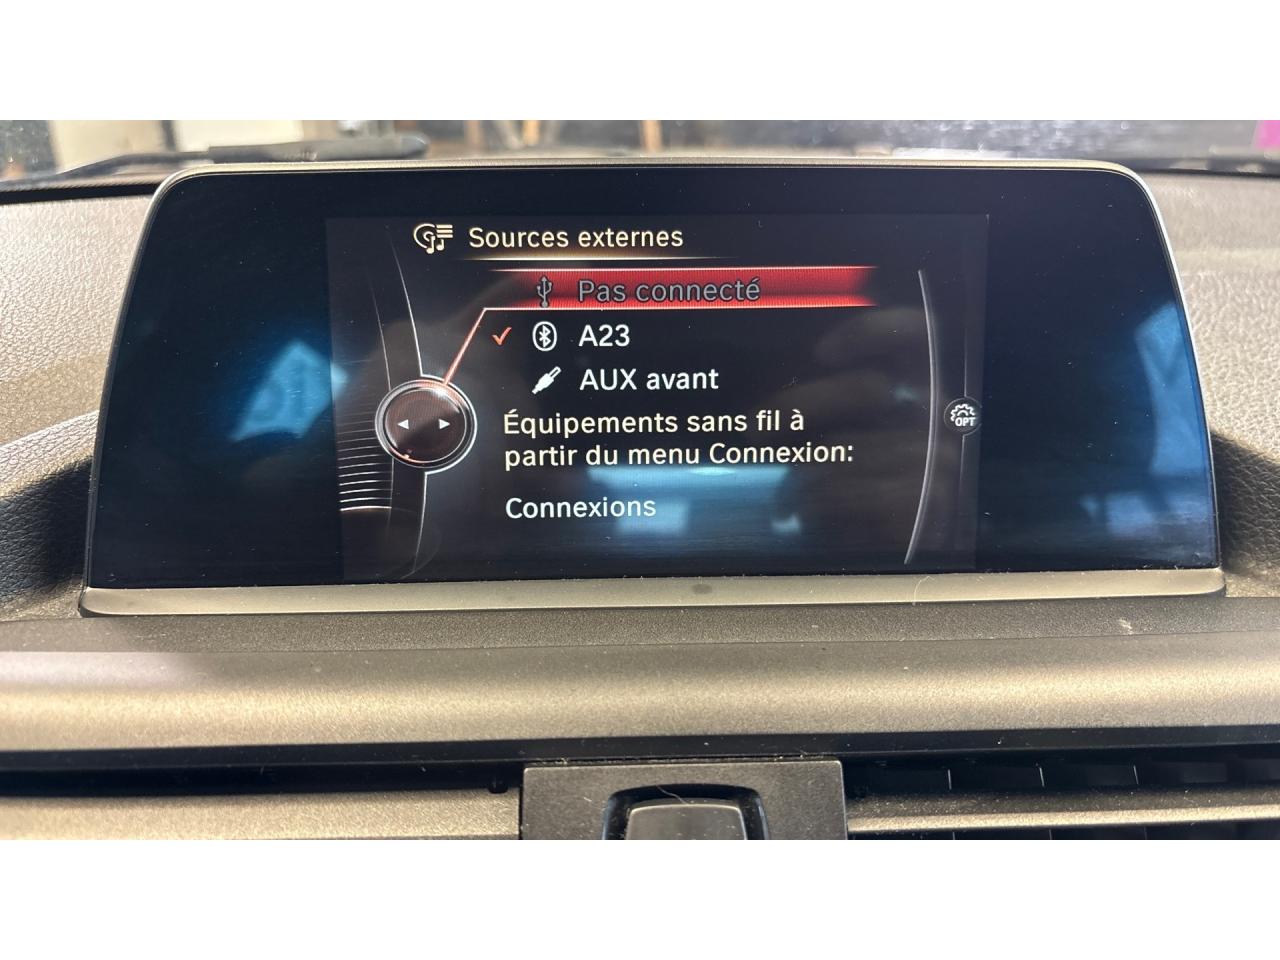 Sources externes
Pas connecté
A23
AUX avant
Équipements sans fil à
partir du menu Connexion:
Connexions
OPT